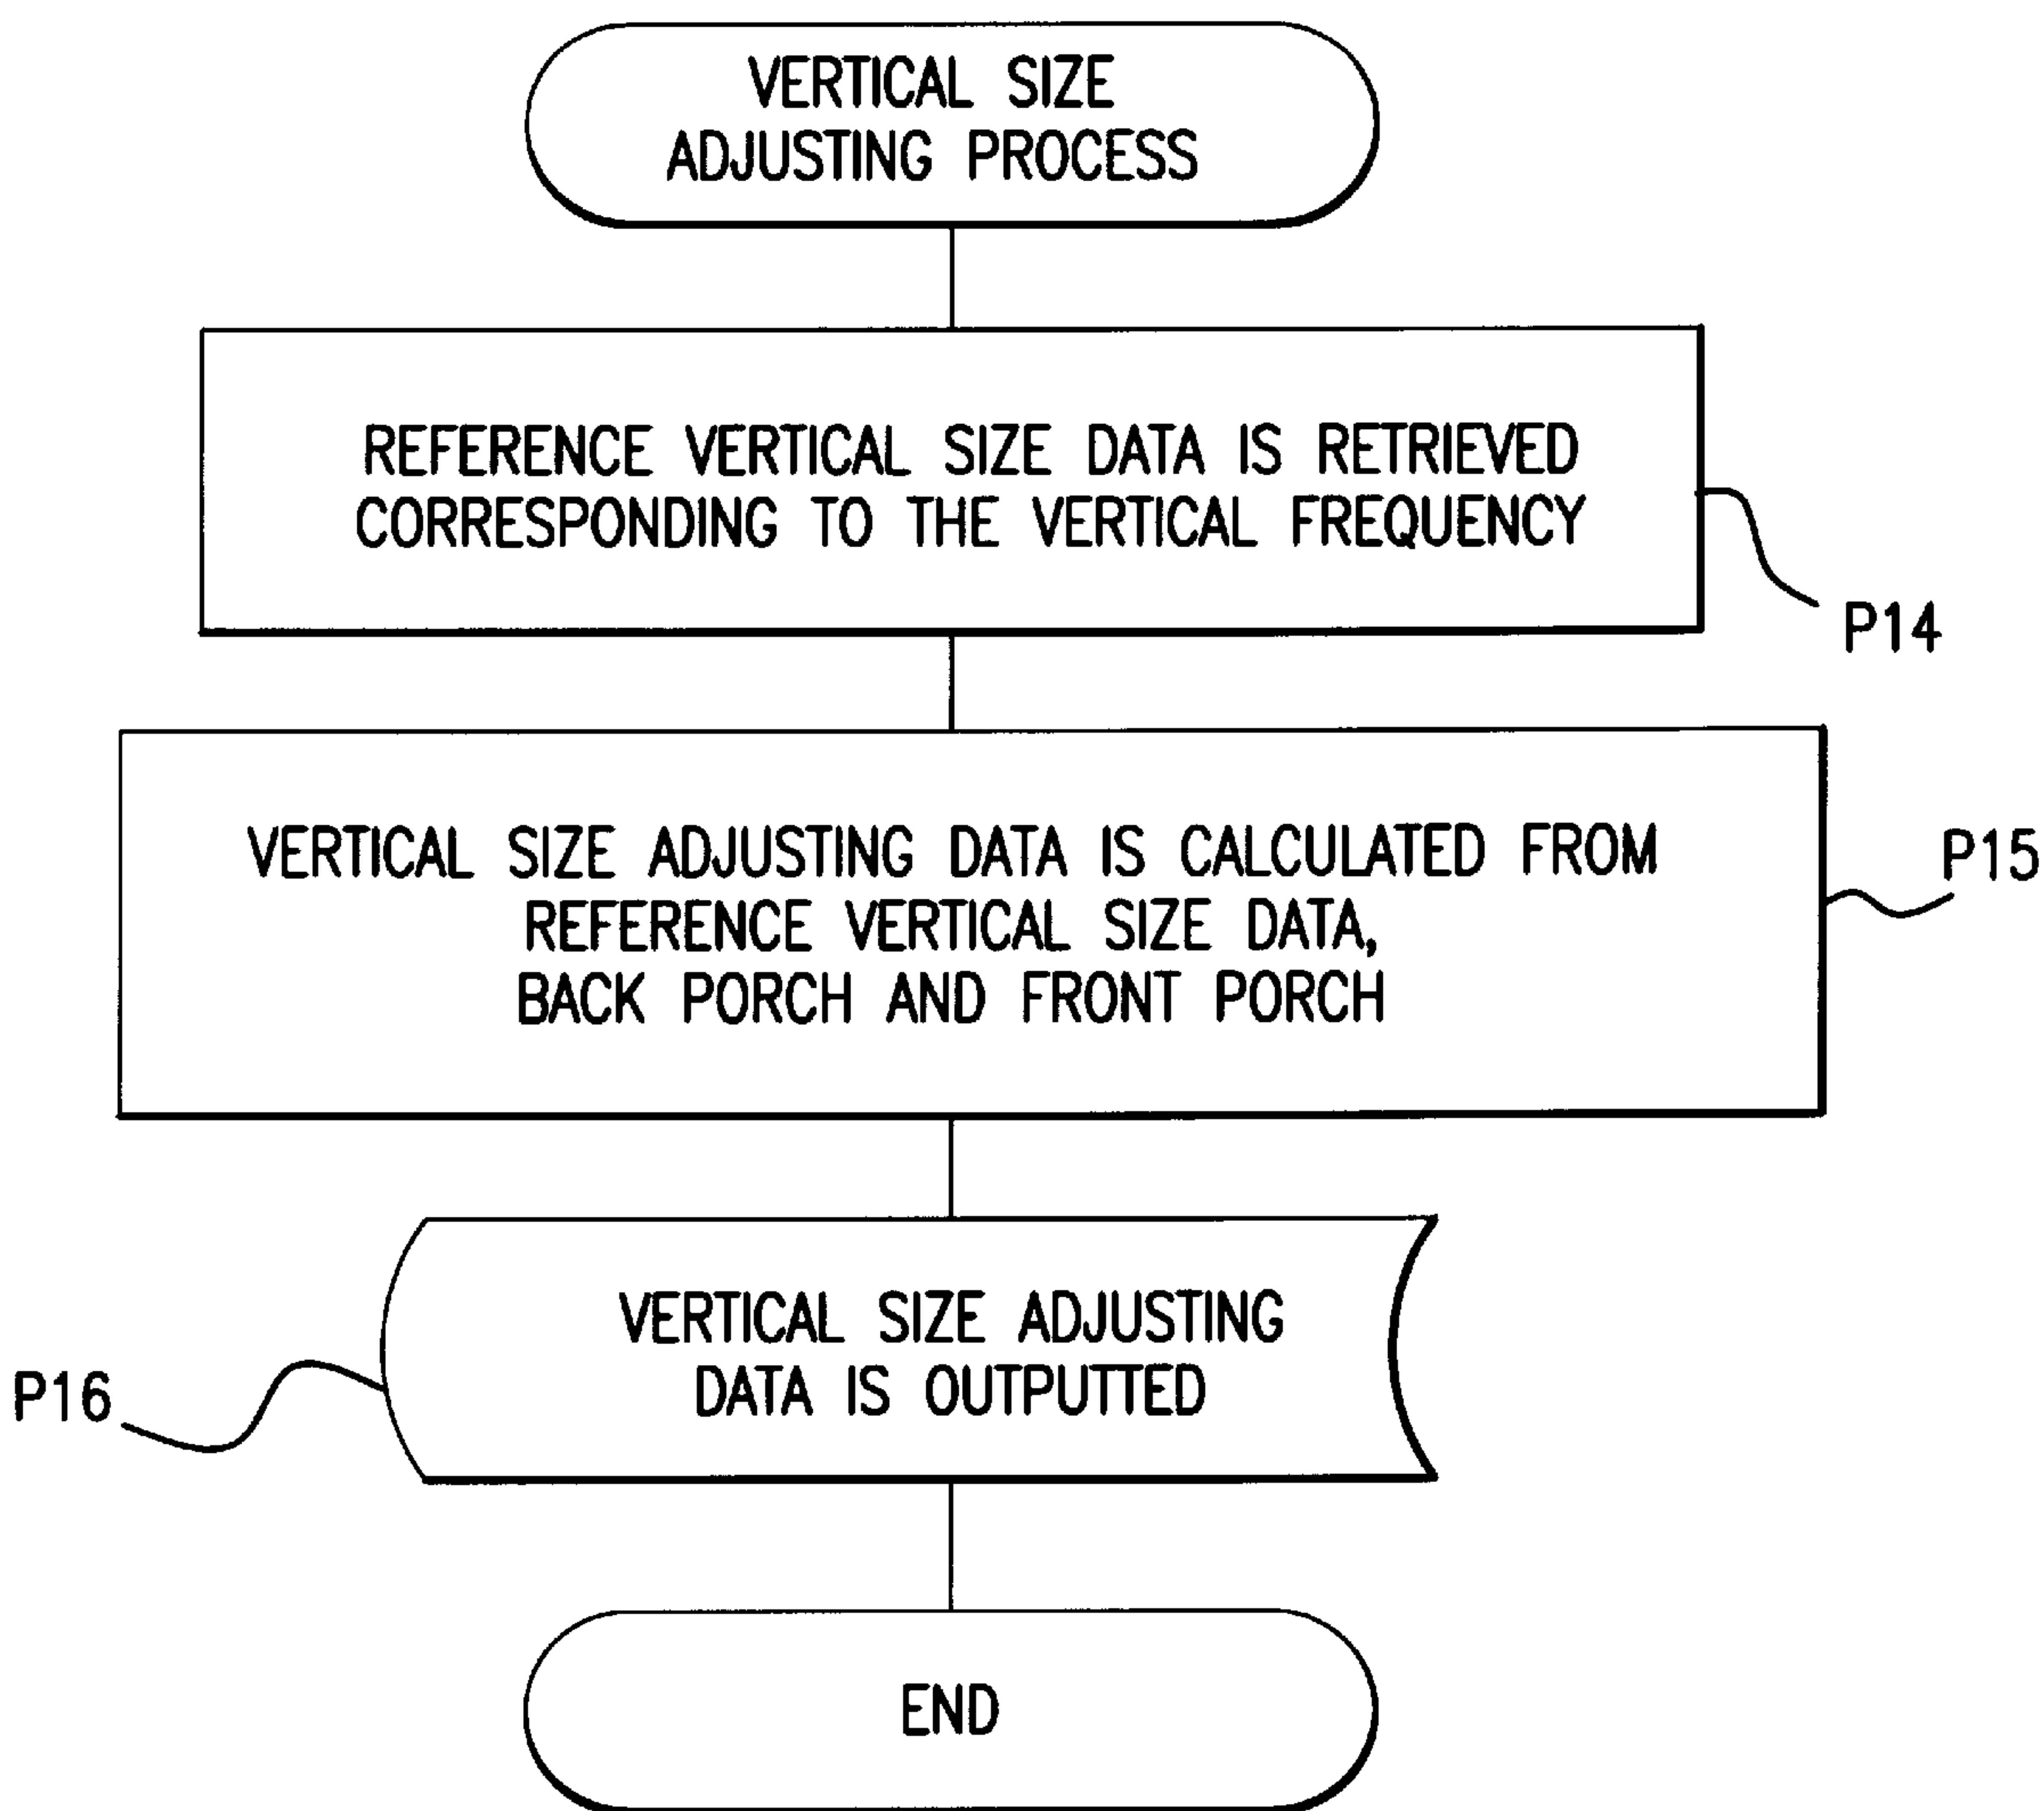 VERTICAL SIZE
ADJUSTING PROCESS
REFERENCE VERTICAL SIZE DATA IS RETRIEVED
CORRESPONDING TO THE VERTICAL FREQUENCY
P14
VERTICAL SIZE ADJUSTING DATA IS CALCULATED FROM
REFERENCE VERTICAL SIZE DATA,
BACK PORCH AND FRONT PORCH
P15
VERTICAL SIZE ADJUSTING
DATA IS OUTPUTTED
P16
END